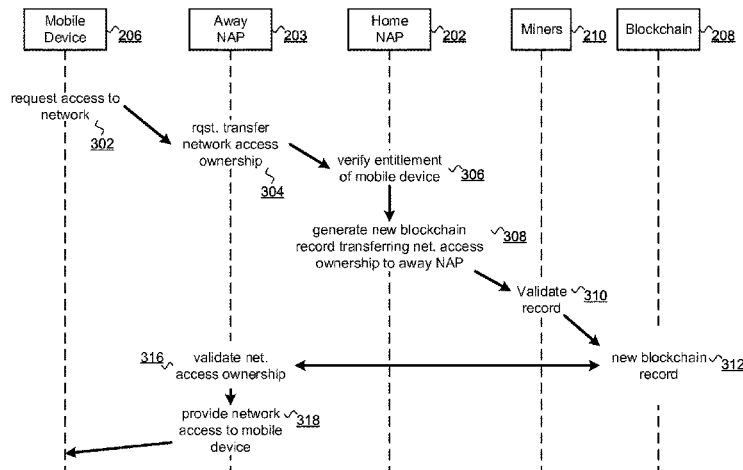 Mobile Device 206
Away NAP 203
Home NAP 202
Miners 210
Blockchain 208
request access to
network
302
rqst. transfer
network access
ownership
304
verify entitlement
of mobile device
306
generate new blockchain
record transferring net. access
ownership to away NAP
308
Validate
record
310
new blockchain
record
312
316
validate net.
access ownership
provide network
access to mobile
device
318